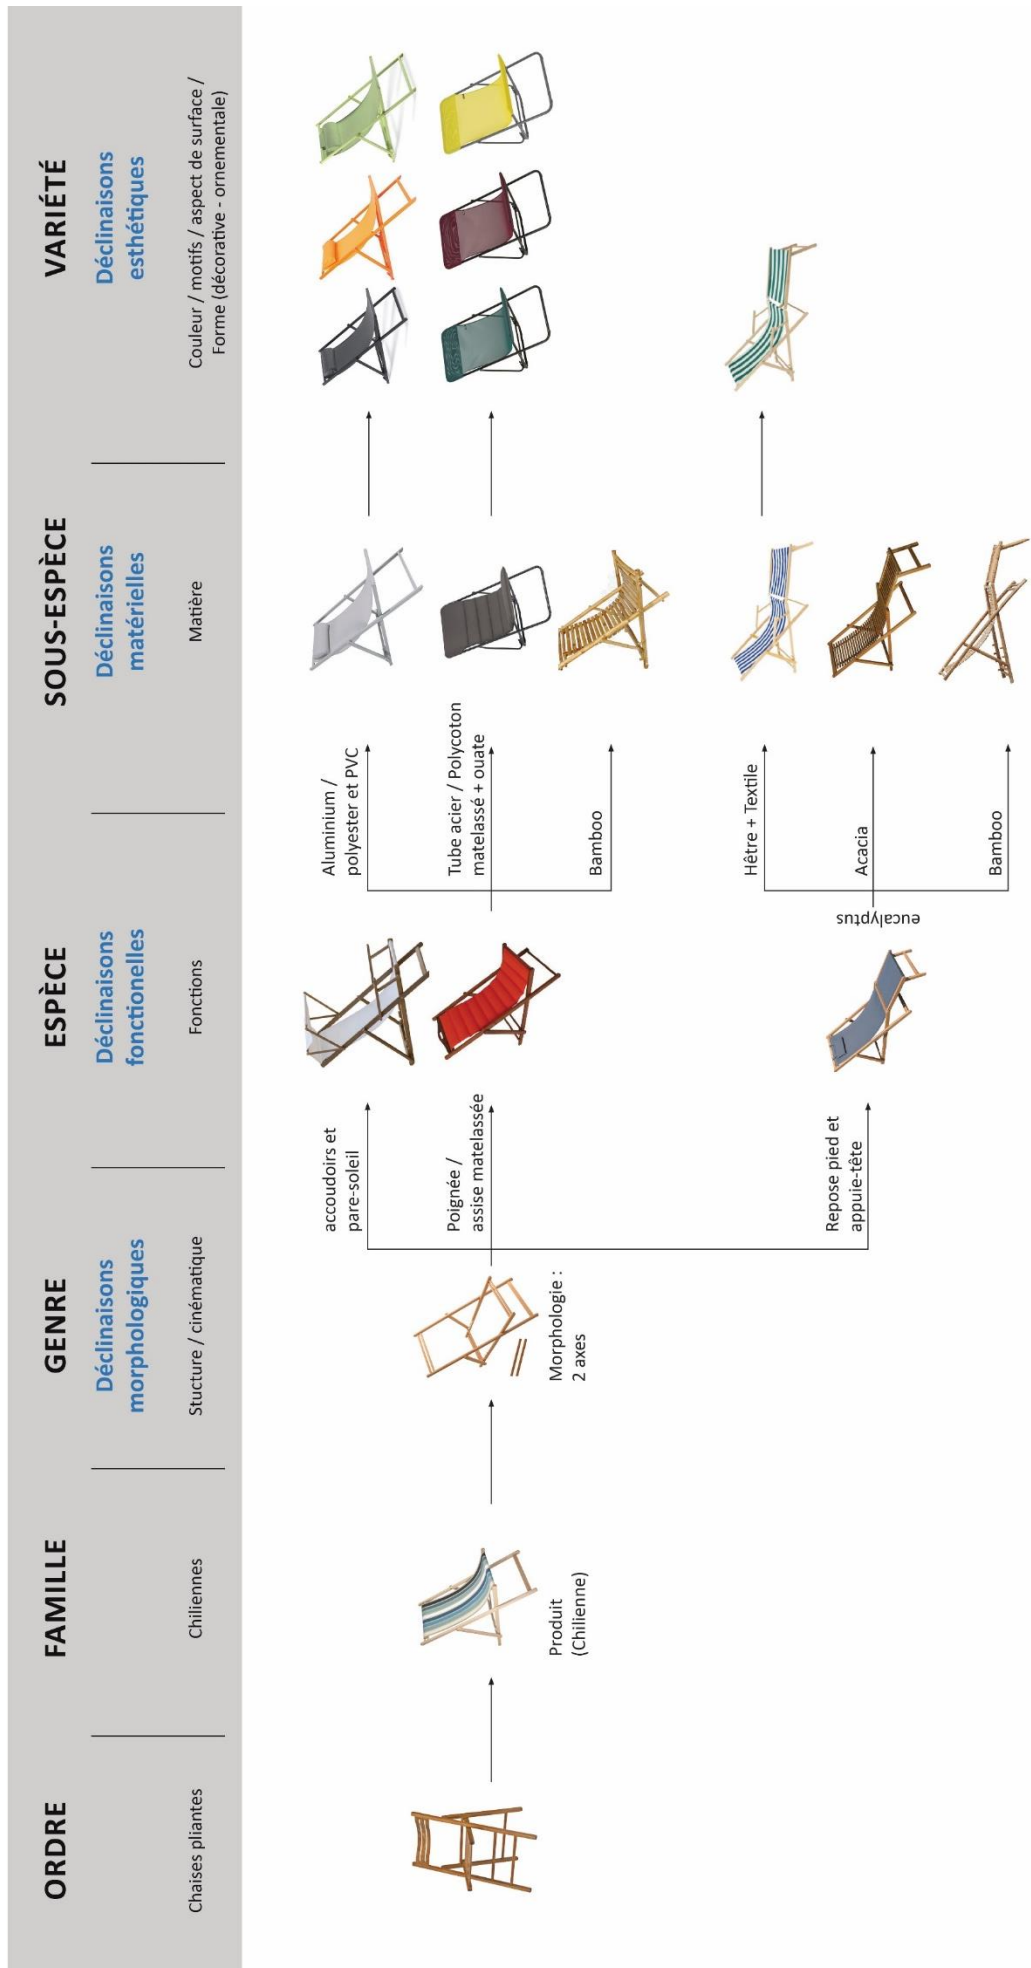 ORDRE
Chaises pliantes
FAMILLE
Chiliennes
GENRE
Déclinaisons
morphologiques
Stucture / cinématique
ESPÈCE
Déclinaisons
fonctionelles
Fonctions
SOUS-ESPÈCE
Déclinaisons
matérielles
Matière
VARIÉTÉ
Déclinaisons
esthétiques
Couleur / motifs / aspect de surface /
Forme (décorative - ornementale)
Produit
(Chilienne)
Morphologie :
2 axes
accoudoirs et
pare-soleil
Poignée /
assise matelassée
Repose pied et
appuie-tête
Aluminium /
polyester et PVC
Tube acier / Polycoton
matelassé + ouate
Bamboo
Hêtre + Textile
Acacia
eucalyptus
Bamboo